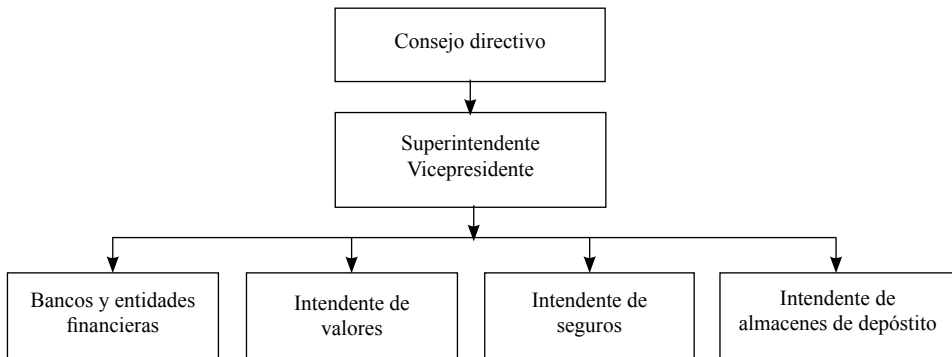 Consejo directivo
Superintendente
Vicepresidente
Bancos y entidades
financieras
Intendente de
valores
Intendente de
seguros
Intendente de
almacenes de depóstito